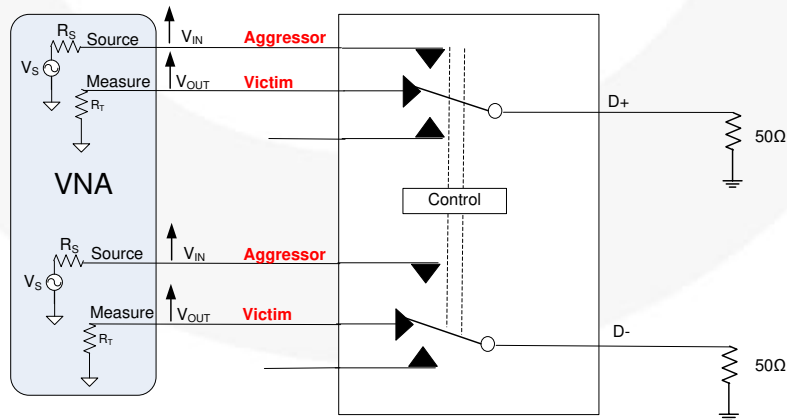 RS Source VIN Aggressor
VS
Measure VOUT Victim
RT
D+
50Ω
VNA
Control
RS Source VIN Aggressor
VS
Measure VOUT Victim
RT
D-
50Ω